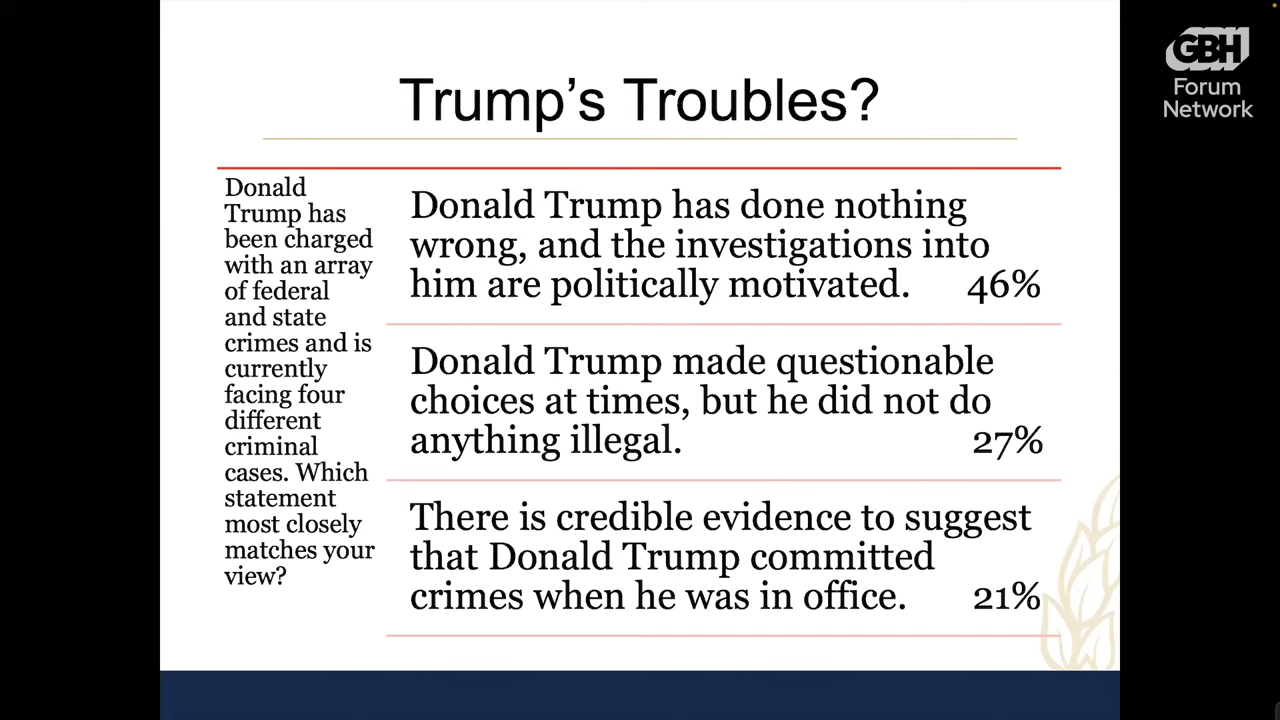 GBH
Forum
Network
Trump’s Troubles?
Donald
Trump has
been charged
with an array
of federal
and state
crimes and is
currently
facing four
different
criminal
cases. Which
statement
most closely
matches your
view?
Donald Trump has done nothing
wrong, and the investigations into
him are politically motivated. 46%
Donald Trump made questionable
choices at times, but he did not do
anything illegal. 27%
There is credible evidence to suggest
that Donald Trump committed
crimes when he was in office. 21%